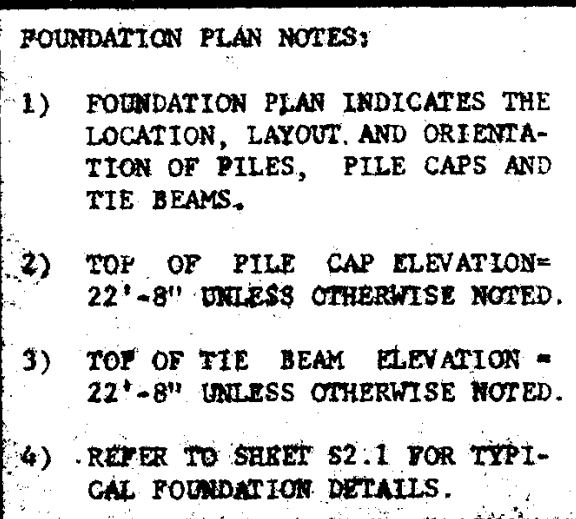 FOUNDATION PLAN NOTES:
1) FOUNDATION PLAN INDICATES THE
LOCATION, LAYOUT AND ORIENTA-
TION OF PILES, PILE CAPS AND
TIE BEAMS.
2) TOP OF PILE CAP ELEVATION=
22'-8" UNLESS OTHERWISE NOTED.
3) TOP OF TIE BEAM ELEVATION =
22'-8" UNLESS OTHERWISE NOTED.
4) REFER TO SHEET S2.1 FOR TYPI-
CAL FOUNDATION DETAILS.